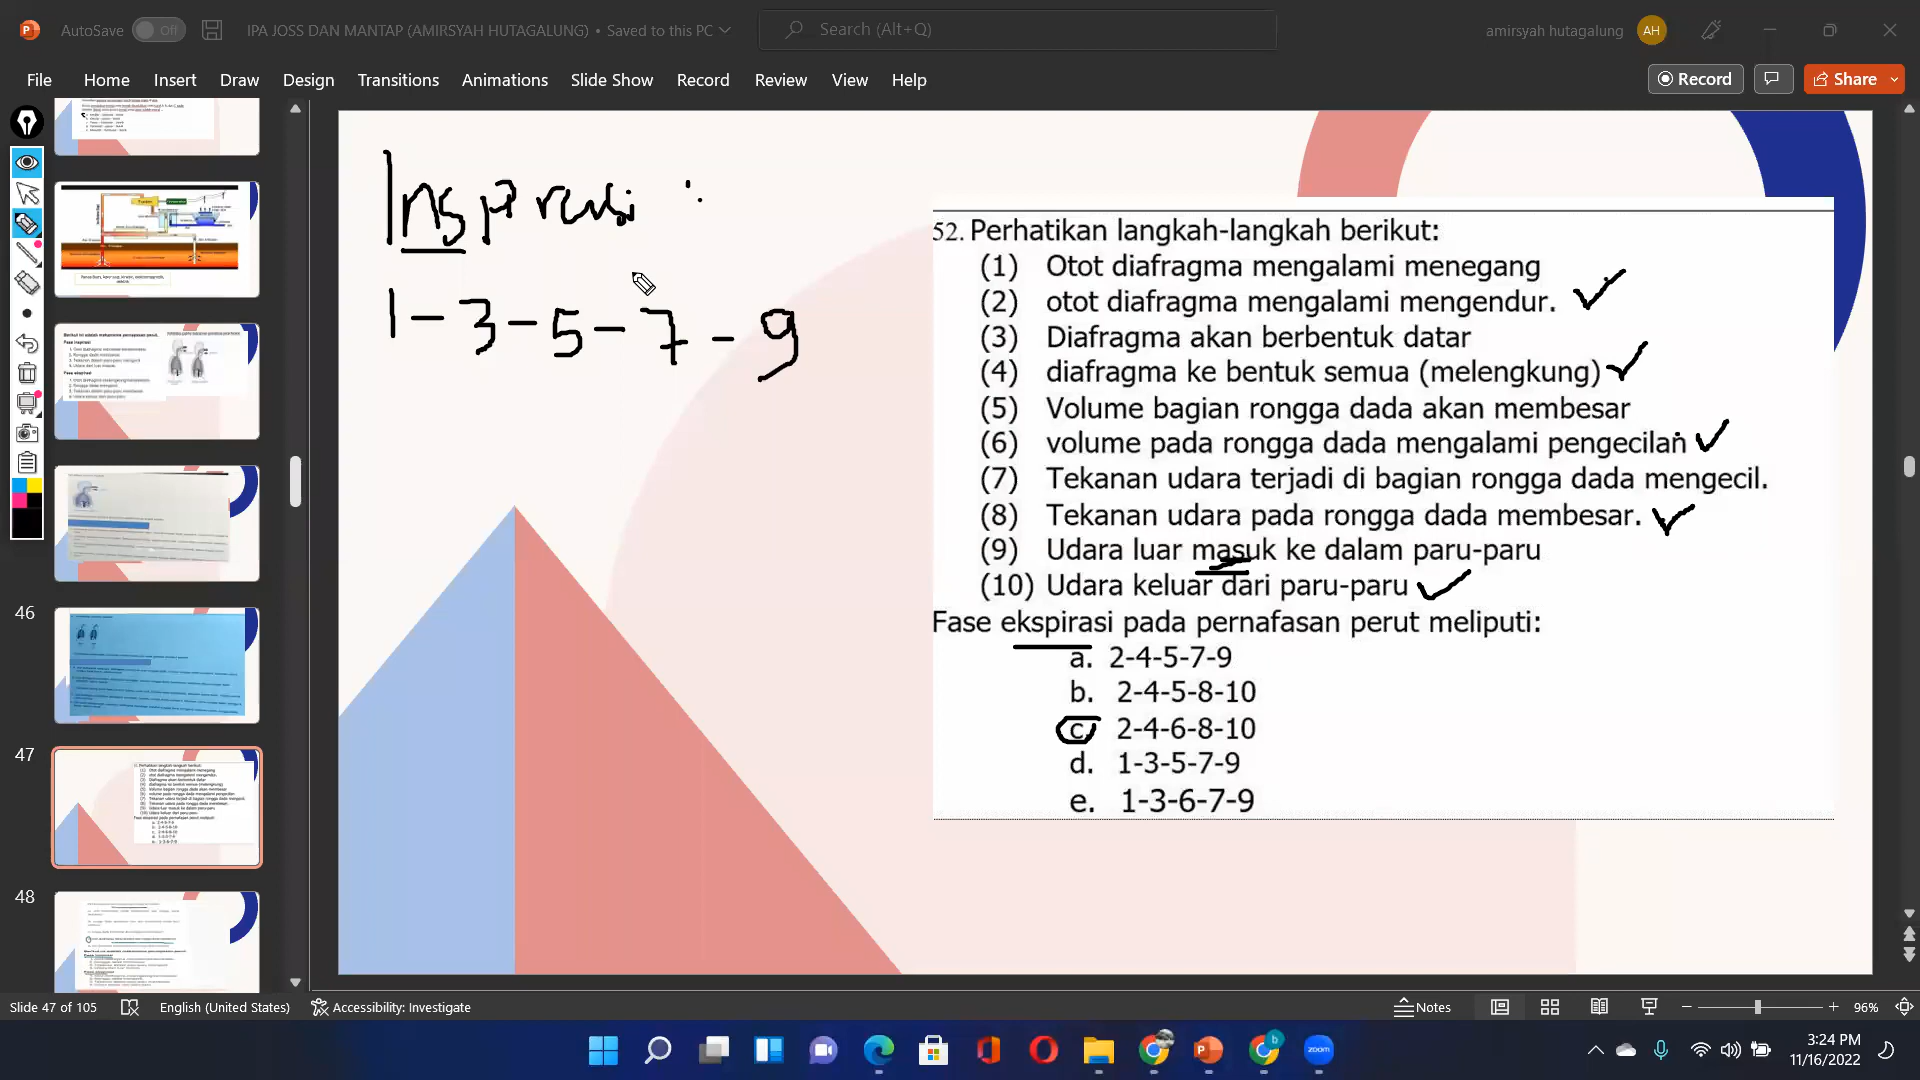 AutoSave Off IPA JOSS DAN MANTAP (AMIRSYAH HUTAGALUNG) • Saved to this PC Search (Alt+Q) amirsyah hutagalung AH
File Home Insert Draw Design Transitions Animations Slide Show Record Review View Help Record Share
Inspirasi :
1 – 3 – 5 – 7 – 9
52. Perhatikan langkah-langkah berikut:
(1) Otot diafragma mengalami menegang
(2) otot diafragma mengalami mengendur.
(3) Diafragma akan berbentuk datar
(4) diafragma ke bentuk semua (melengkung)
(5) Volume bagian rongga dada akan membesar
(6) volume pada rongga dada mengalami pengecilan
(7) Tekanan udara terjadi di bagian rongga dada mengecil.
(8) Tekanan udara pada rongga dada membesar.
(9) Udara luar masuk ke dalam paru-paru
(10) Udara keluar dari paru-paru
Fase ekspirasi pada pernafasan perut meliputi:
a. 2-4-5-7-9
b. 2-4-5-8-10
c. 2-4-6-8-10
d. 1-3-5-7-9
e. 1-3-6-7-9
46
47
48
Slide 47 of 105 English (United States) Accessibility: Investigate Notes 96%
zoom
3:24 PM
11/16/2022